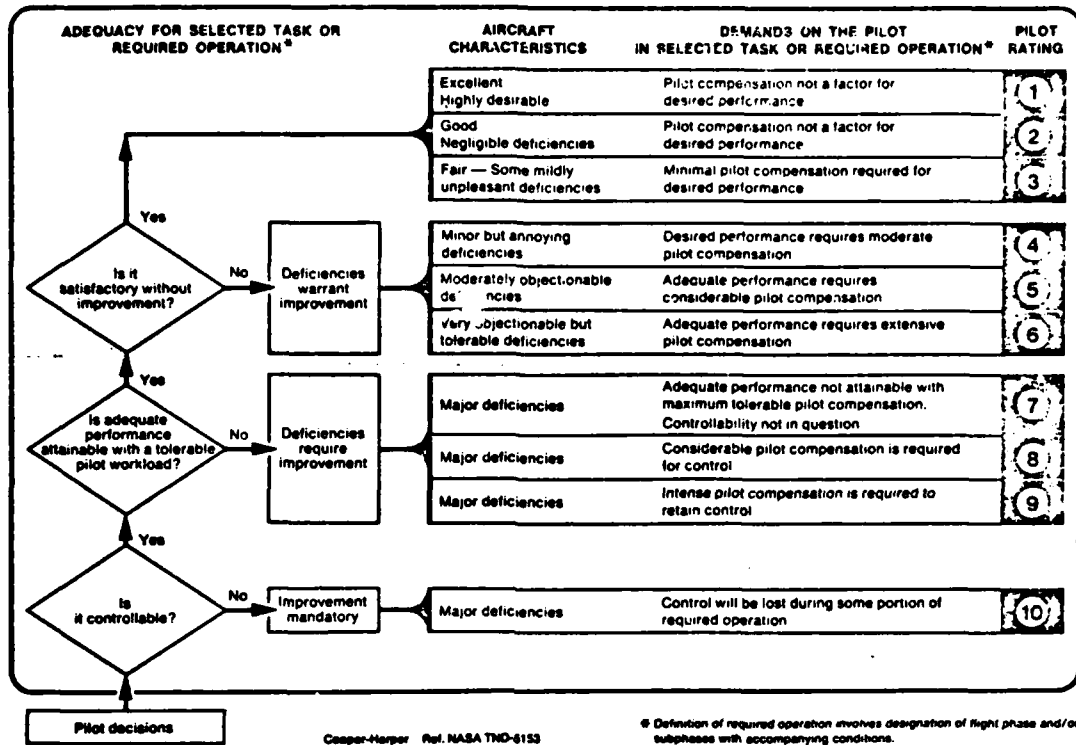 ADEQUACY FOR SELECTED TASK OR
REQUIRED OPERATION*
AIRCRAFT
CHARACTERISTICS
DEMANDS ON THE PILOT
IN SELECTED TASK OR REQUIRED OPERATION*
PILOT
RATING
Excellent
Highly desirable
Pilot compensation not a factor for
desired performance
1
Good
Negligible deficiencies
Pilot compensation not a factor for
desired performance
2
Fair — Some mildly
unpleasant deficiencies
Minimal pilot compensation required for
desired performance
3
Yes
Is it
satisfactory without
improvement?
No
Deficiencies
warrant
improvement
Minor but annoying
deficiencies
Desired performance requires moderate
pilot compensation
4
Moderately objectionable
deficiencies
Adequate performance requires
considerable pilot compensation
5
Very objectionable but
tolerable deficiencies
Adequate performance requires extensive
pilot compensation
6
Yes
Is adequate
performance
attainable with a tolerable
pilot workload?
No
Deficiencies
require
improvement
Major deficiencies
Adequate performance not attainable with
maximum tolerable pilot compensation.
Controllability not in question
7
Major deficiencies
Considerable pilot compensation is required
for control
8
Major deficiencies
Intense pilot compensation is required to
retain control
9
Yes
Is
it controllable?
No
Improvement
mandatory
Major deficiencies
Control will be lost during some portion of
required operation
10
Pilot decisions
Cooper-Harper Ref. NASA TND-5153
* Definition of required operation involves designation of flight phase and/or
subphases with accompanying conditions.